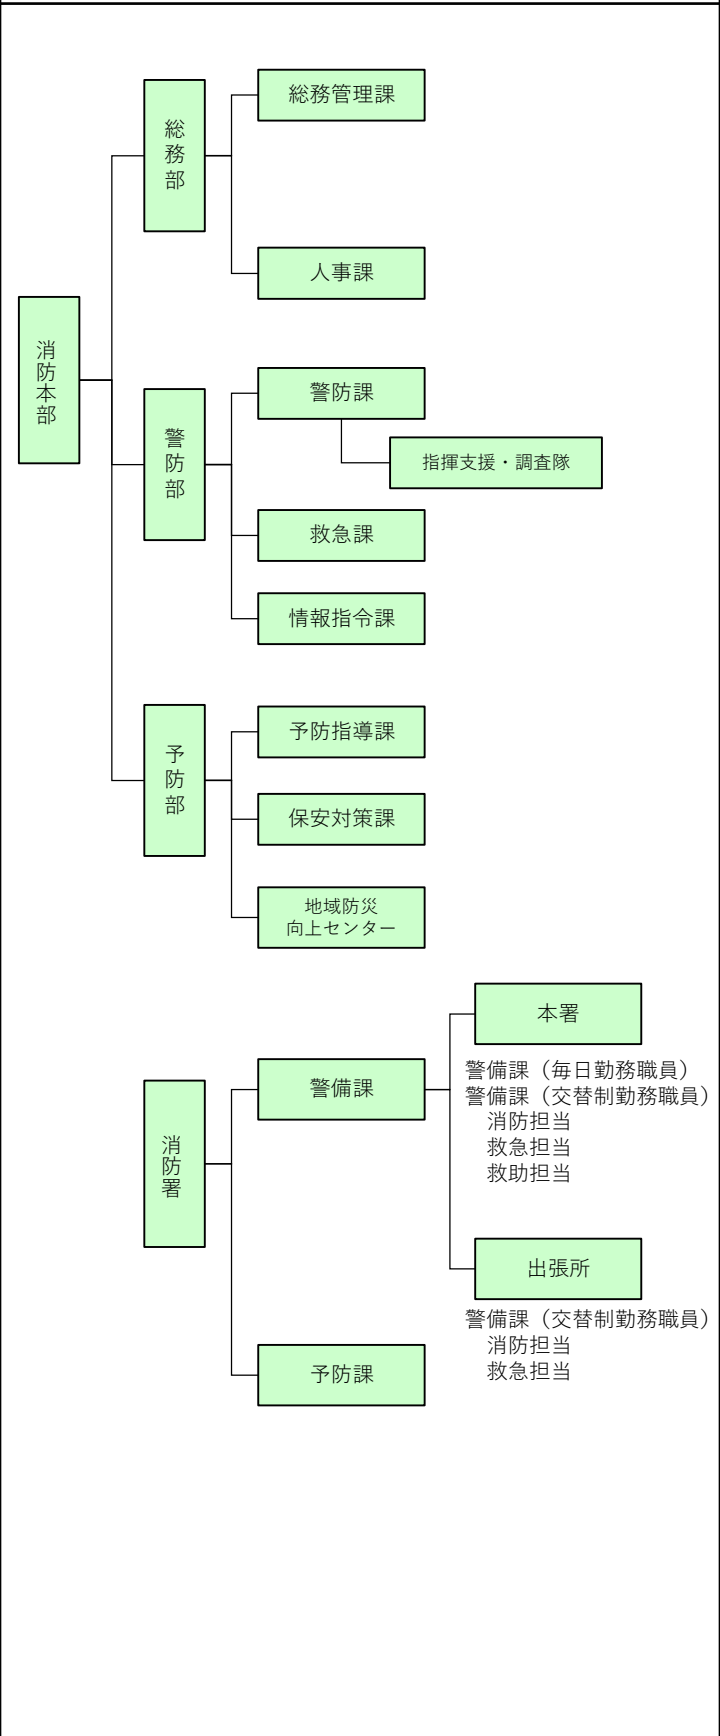 消防本部
総務部
総務管理課
人事課
警防部
警防課
指揮支援・調査隊
救急課
情報指令課
予防部
予防指導課
保安対策課
地域防災
向上センター
消防署
警備課
本署
警備課（毎日勤務職員）
警備課（交替制勤務職員）
消防担当
救急担当
救助担当
出張所
警備課（交替制勤務職員）
消防担当
救急担当
予防課